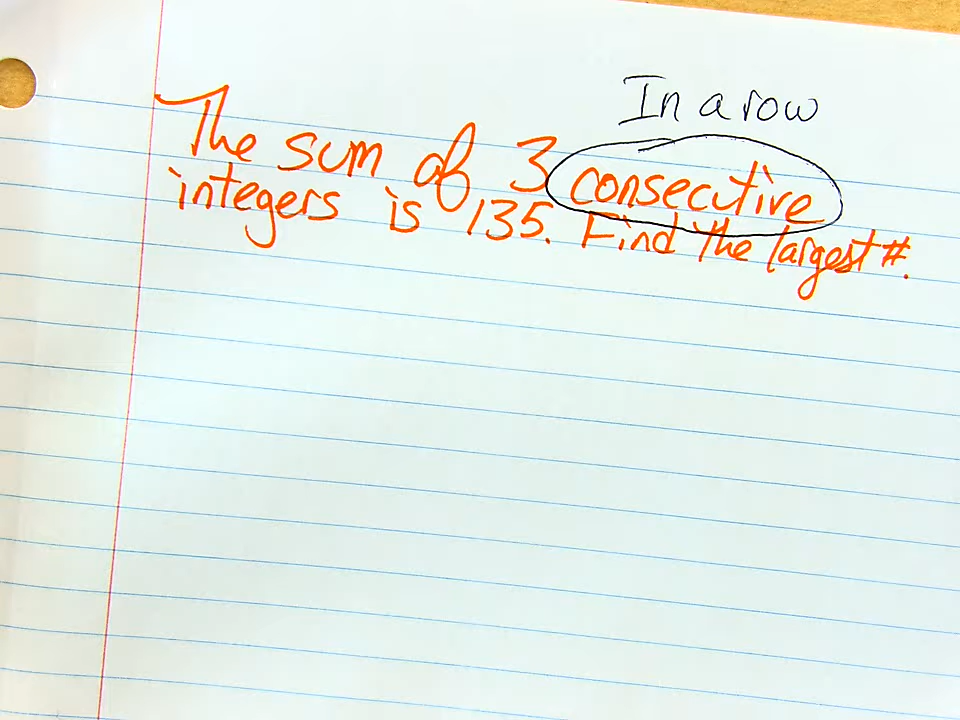 In a row
The sum of 3 consecutive
integers is 135. Find the largest #.